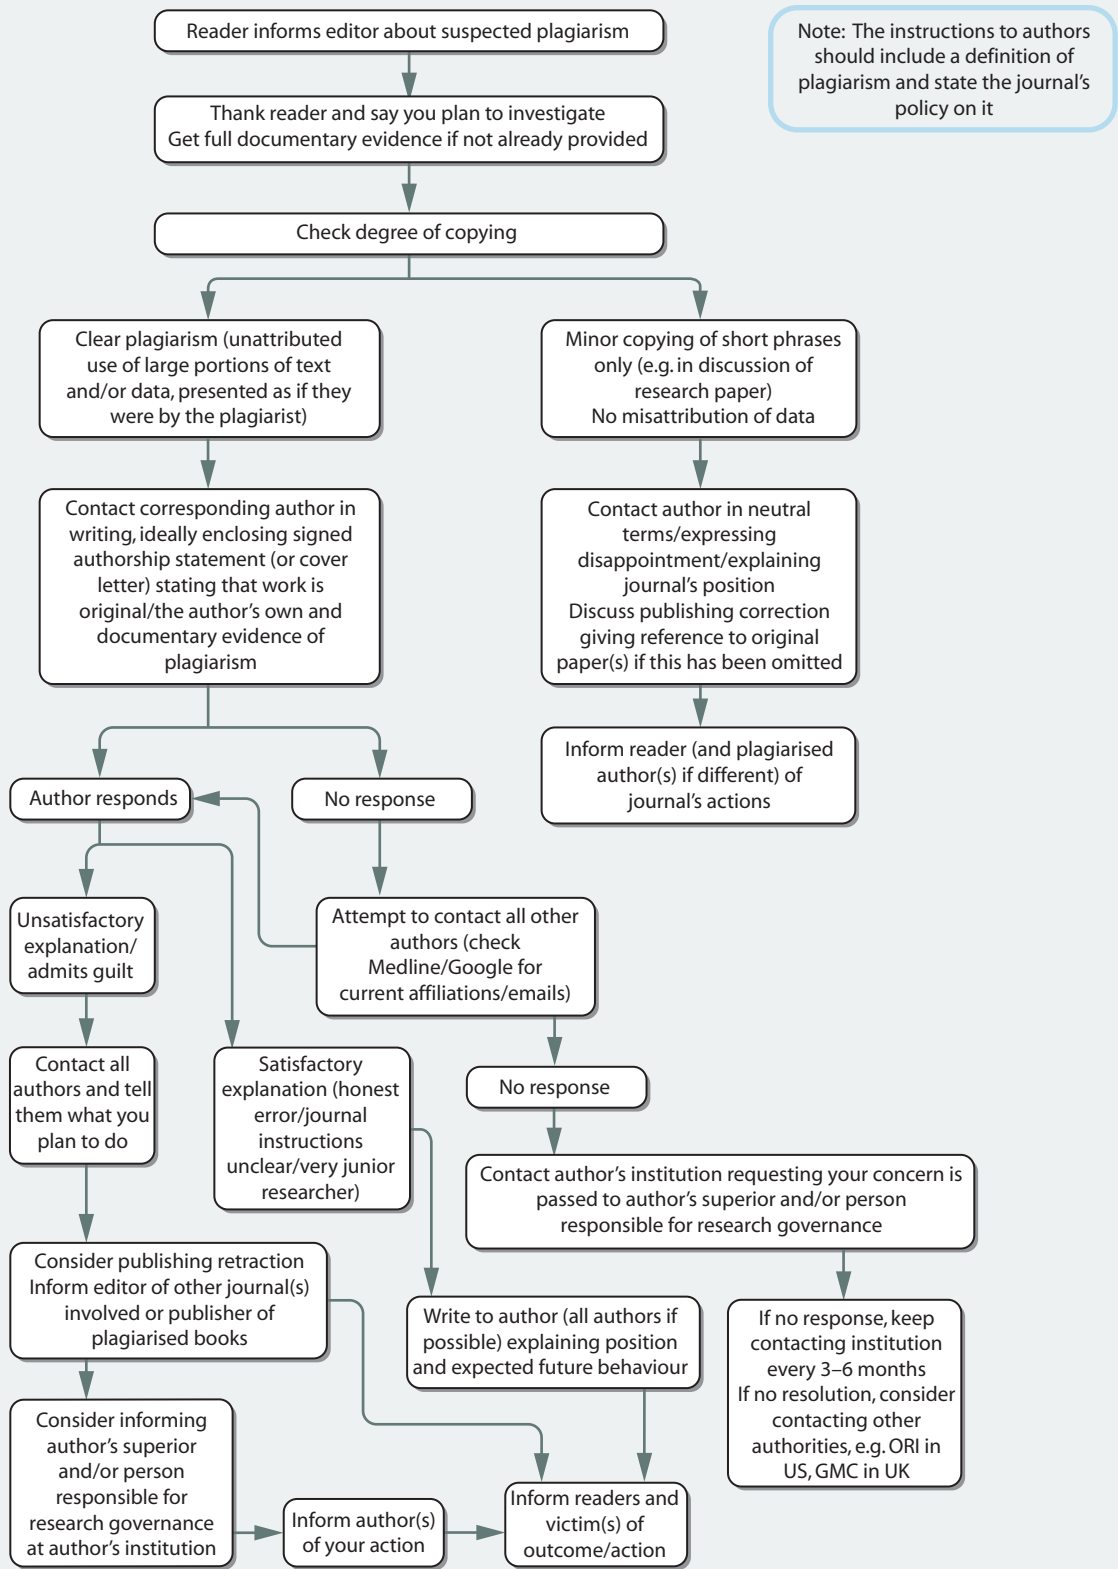 Reader informs editor about suspected plagiarism
Note: The instructions to authors
should include a definition of
plagiarism and state the journal's
policy on it
Thank reader and say you plan to investigate
Get full documentary evidence if not already provided
Check degree of copying
Clear plagiarism (unattributed
use of large portions of text
and/or data, presented as if they
were by the plagiarist)
Minor copying of short phrases
only (e.g. in discussion of
research paper)
No misattribution of data
Contact corresponding author in
writing, ideally enclosing signed
authorship statement (or cover
letter) stating that work is
original/the author's own and
documentary evidence of
plagiarism
Contact author in neutral
terms/expressing
disappointment/explaining
journal's position
Discuss publishing correction
giving reference to original
paper(s) if this has been omitted
Inform reader (and plagiarised
author(s) if different) of
journal's actions
Author responds
No response
Unsatisfactory
explanation/
admits guilt
Attempt to contact all other
authors (check
Medline/Google for
current affiliations/emails)
Contact all
authors and tell
them what you
plan to do
Satisfactory
explanation (honest
error/journal
instructions
unclear/very junior
researcher)
No response
Contact author's institution requesting your concern is
passed to author's superior and/or person
responsible for research governance
Consider publishing retraction
Inform editor of other journal(s)
involved or publisher of
plagiarised books
Write to author (all authors if
possible) explaining position
and expected future behaviour
If no response, keep
contacting institution
every 3–6 months
If no resolution, consider
contacting other
authorities, e.g. ORI in
US, GMC in UK
Consider informing
author's superior
and/or person
responsible for
research governance
at author's institution
Inform author(s)
of your action
Inform readers and
victim(s) of
outcome/action